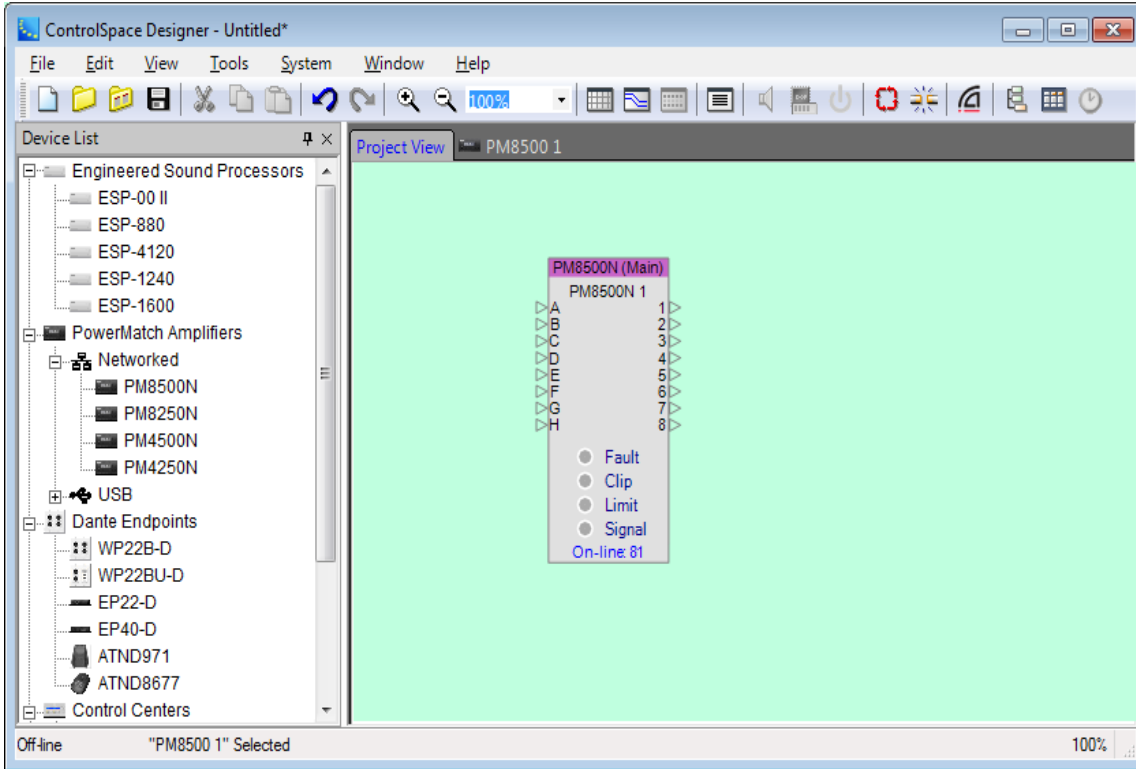 ControlSpace Designer - Untitled*
File Edit View Tools System Window Help
100%
Device List
Project View PM8500 1
Engineered Sound Processors
ESP-00 II
ESP-880
ESP-4120
ESP-1240
ESP-1600
PowerMatch Amplifiers
Networked
PM8500N
PM8250N
PM4500N
PM4250N
USB
Dante Endpoints
WP22B-D
WP22BU-D
EP22-D
EP40-D
ATND971
ATND8677
Control Centers
PM8500N (Main)
PM8500N 1
A 1
B 2
C 3
D 4
E 5
F 6
G 7
H 8
Fault
Clip
Limit
Signal
On-line: 81
Off-line "PM8500 1" Selected 100%